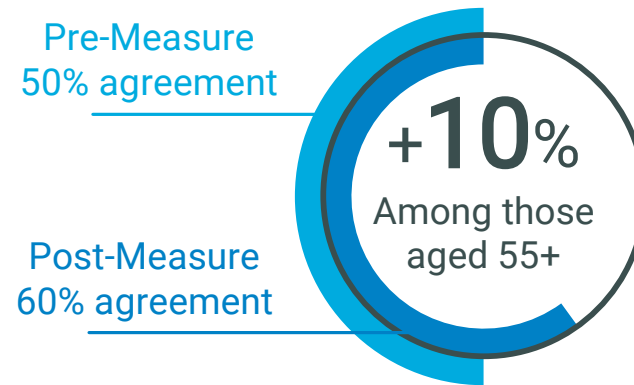 Pre-Measure
50% agreement
+10%
Among those
aged 55+
Post-Measure
60% agreement